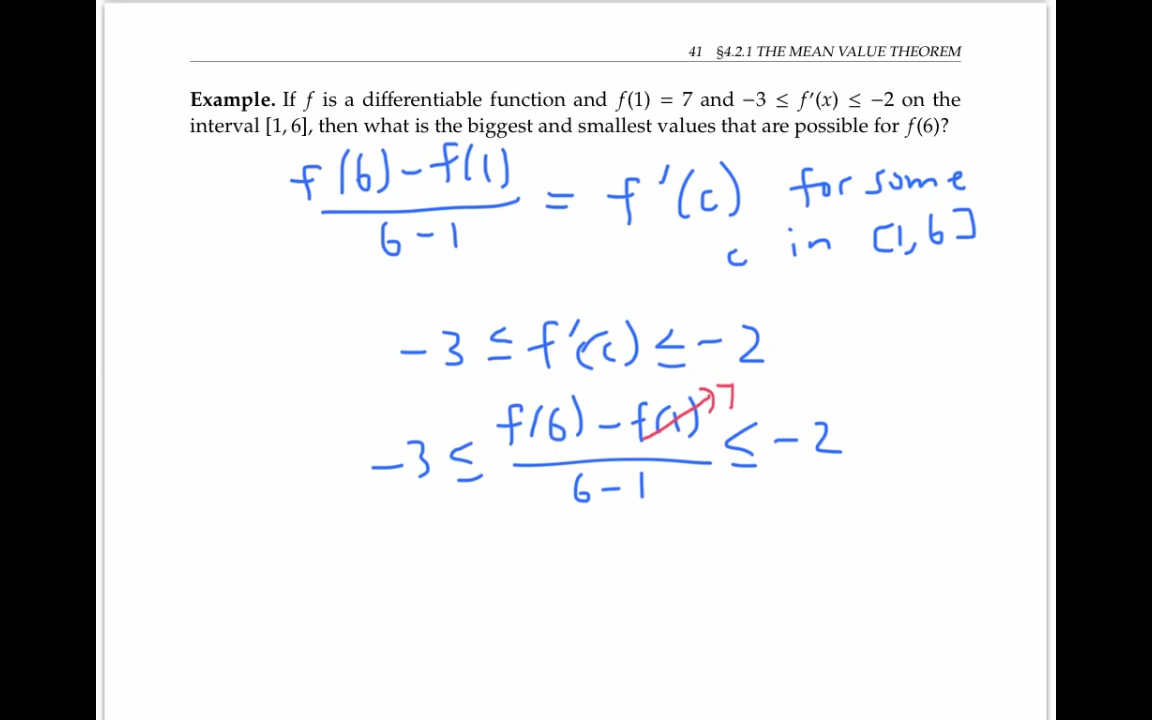 41 §4.2.1 THE MEAN VALUE THEOREM
Example. If f is a differentiable function and f(1) = 7 and −3 ≤ f′(x) ≤ −2 on the
interval [1, 6], then what is the biggest and smallest values that are possible for f(6)?
f(6) − f(1) / 6 − 1 = f′(c) for some
c in [1, 6]
−3 ≤ f′(c) ≤ −2
−3 ≤ f(6) − f(1) / 6 − 1 ≤ −2
7